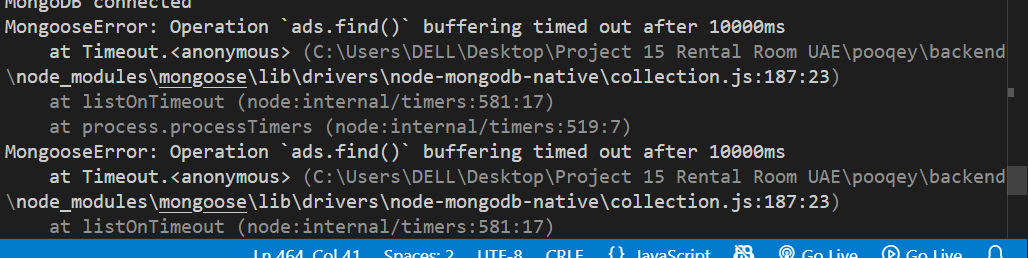 MongoDB connected
MongooseError: Operation `ads.find()` buffering timed out after 10000ms
    at Timeout.<anonymous> (C:\Users\DELL\Desktop\Project 15 Rental Room UAE\pooqey\backend
\node_modules\mongoose\lib\drivers\node-mongodb-native\collection.js:187:23)
    at listOnTimeout (node:internal/timers:581:17)
    at process.processTimers (node:internal/timers:519:7)
MongooseError: Operation `ads.find()` buffering timed out after 10000ms
    at Timeout.<anonymous> (C:\Users\DELL\Desktop\Project 15 Rental Room UAE\pooqey\backend
\node_modules\mongoose\lib\drivers\node-mongodb-native\collection.js:187:23)
    at listOnTimeout (node:internal/timers:581:17)
Ln 464, Col 41 Spaces: 2 UTF-8 CRLF {} JavaScript Go Live Go Live